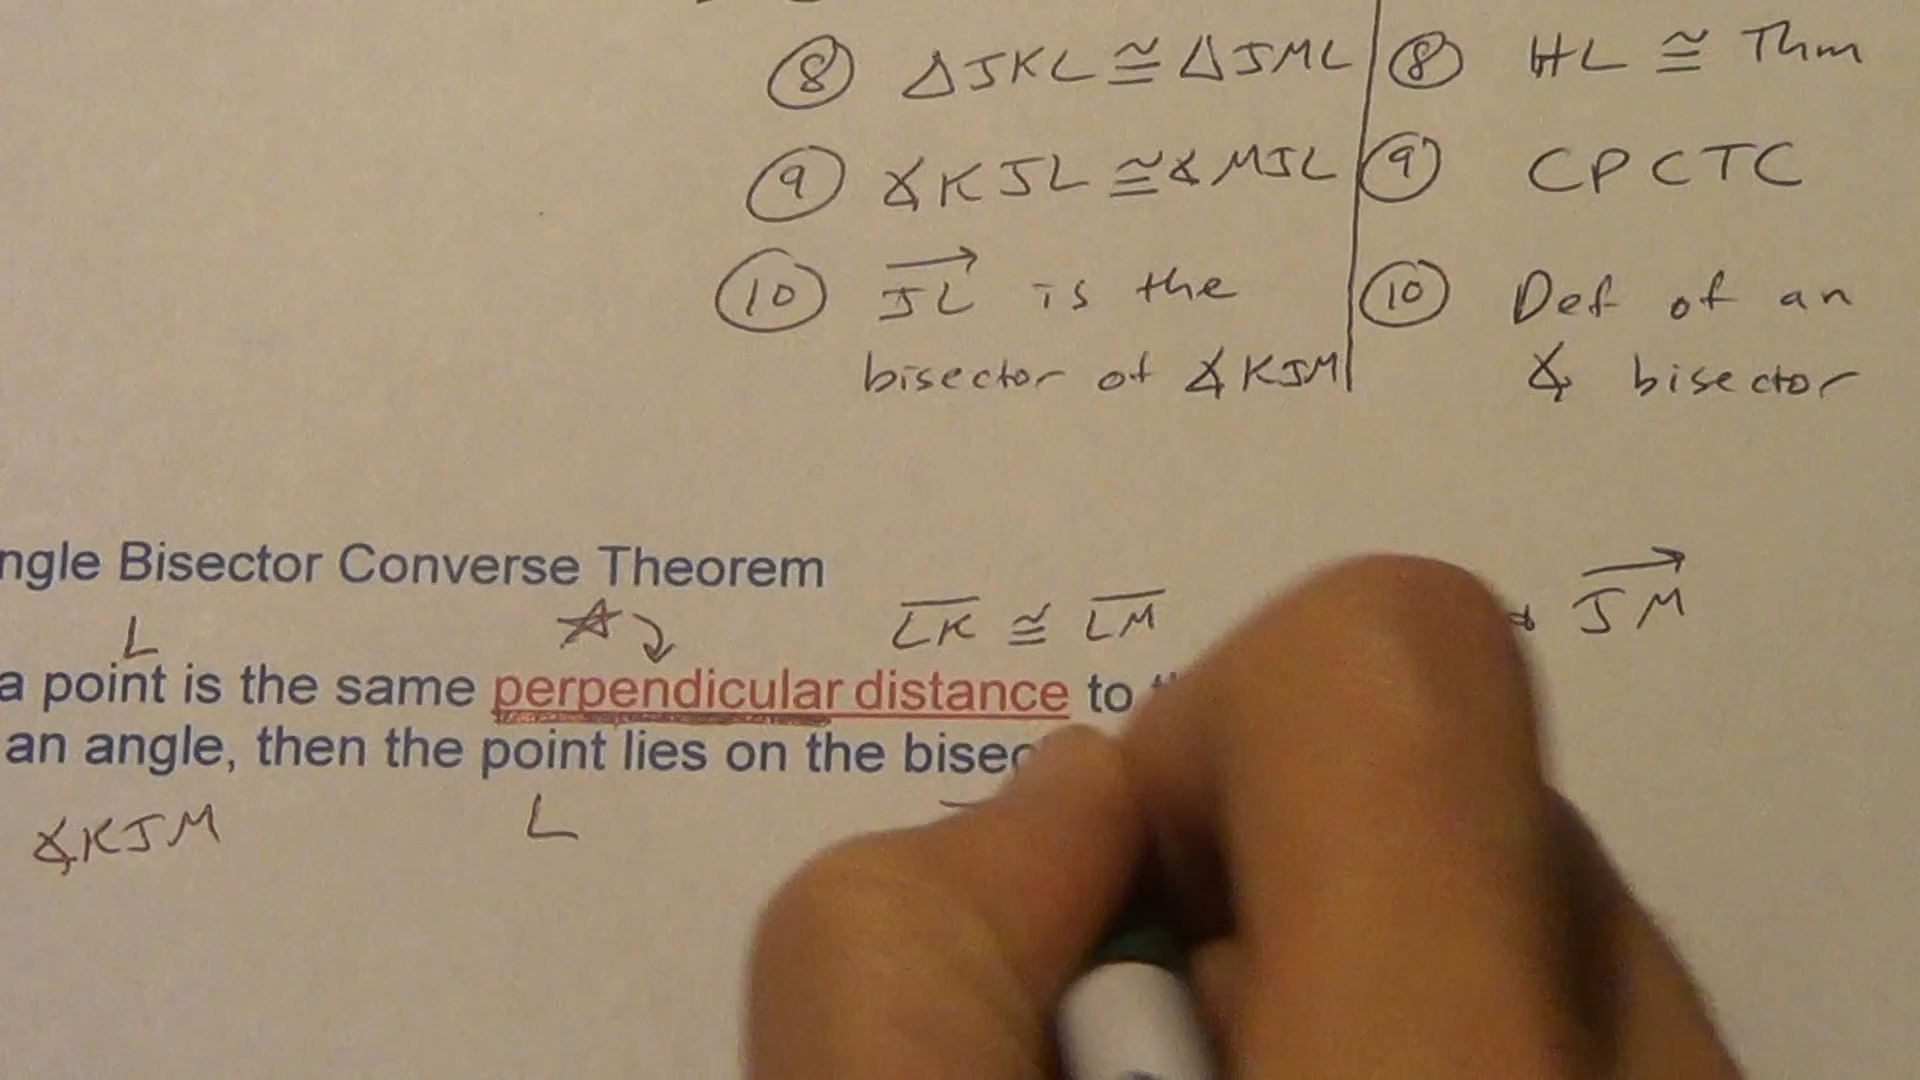 ⑧ △JKL ≅ △JML ⑧ HL ≅ Thm
⑨ ∡KJL ≅ ∡MJL ⑨ CPCTC
⑩ JL is the ⑩ Def of an
bisector of ∡KJM ∡ bisector
ngle Bisector Converse Theorem
LK ≅ LM JM
L
a point is the same perpendicular distance to
an angle, then the point lies on the bisec
∡KJM L